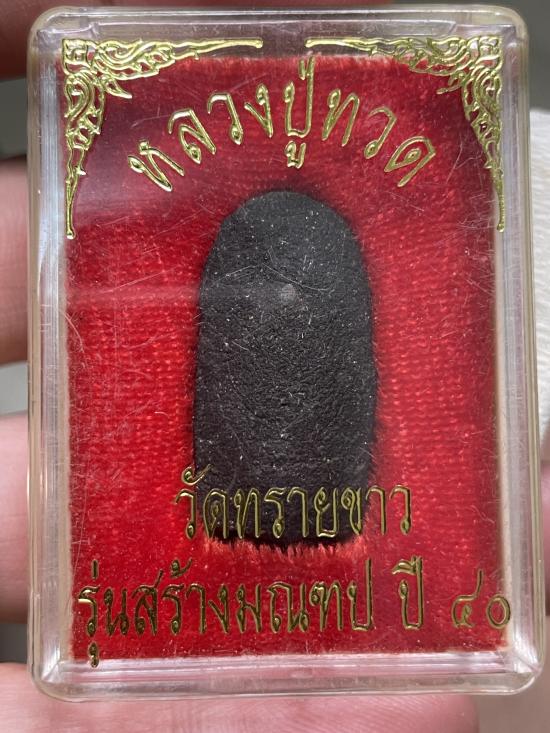 หลวงปู่ทวด
วัดทรายขาว
รุ่นสร้างมณฑป ปี ๔๐